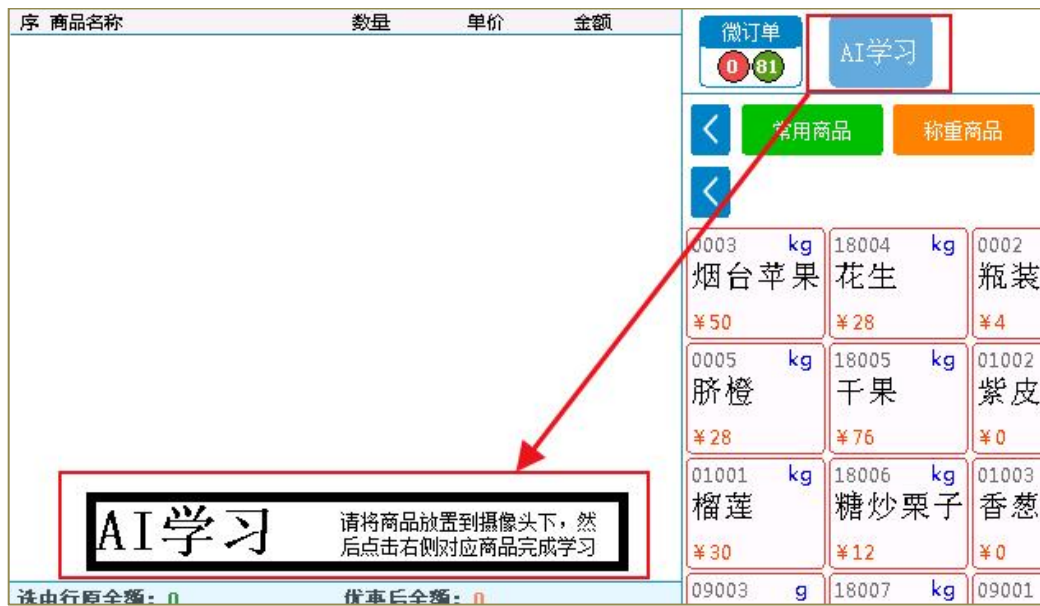 序 商品名称 数量 单价 金额
微订单
0 81
AI学习
常用商品 称重商品
0003 kg
烟台苹果
¥50
18004 kg
花生
¥28
0002
瓶装
¥4
0005 kg
脐橙
¥28
18005 kg
干果
¥76
01002
紫皮
¥0
01001 kg
榴莲
¥30
18006 kg
糖炒栗子
¥12
01003
香葱
¥0
09003 g
18007 kg
09001
AI学习
请将商品放置到摄像头下，然
后点击右侧对应商品完成学习
选中行原金额：0 优惠后金额：0